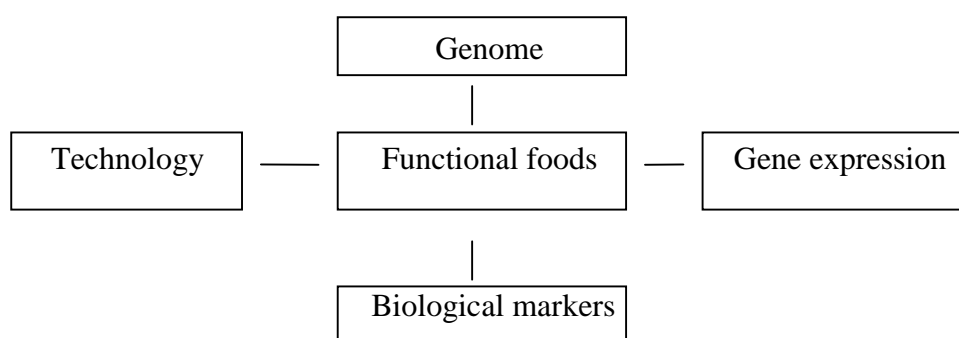 Genome
Technology
Functional foods
Gene expression
Biological markers